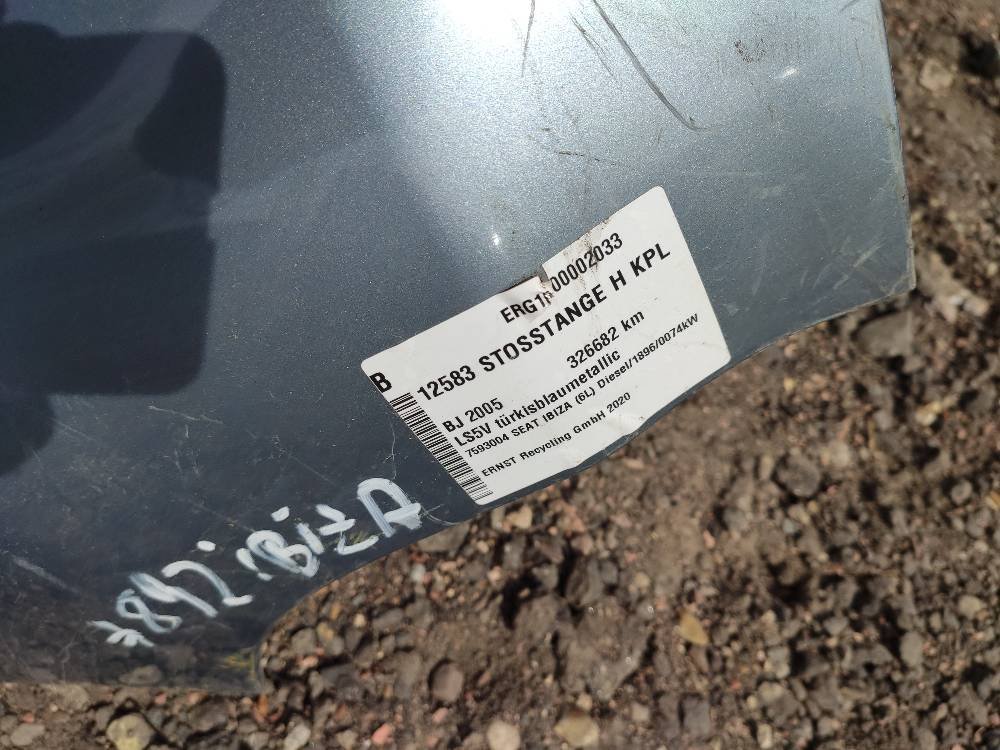 B
ERG1R00002033
12583 STOSSTANGE H KPL
326682 km
BJ 2005
LS5V türkisblaumetallic
7593004 SEAT IBIZA (6L) Diesel/1896/0074kW
ERNST Recycling GmbH 2020
IBIZA